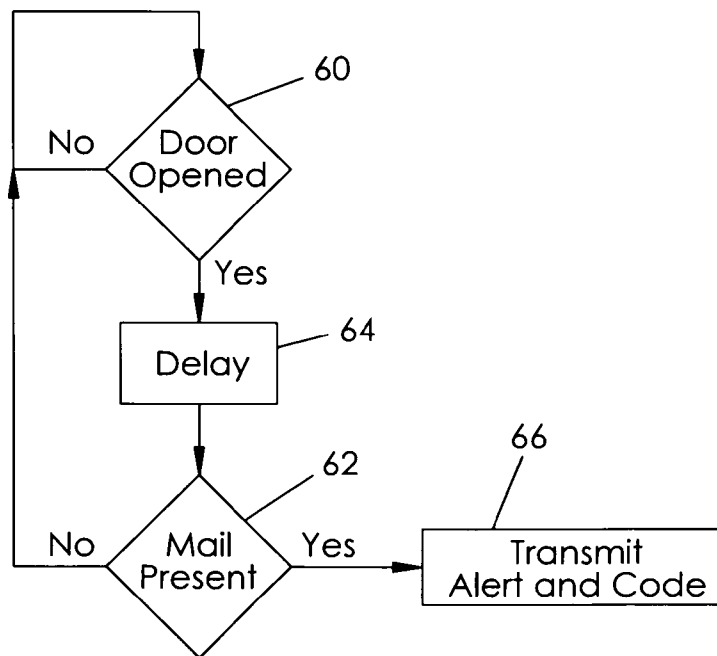 60
No
Door
Opened
Yes
64
Delay
62
66
No
Mail
Present
Yes
Transmit
Alert and Code